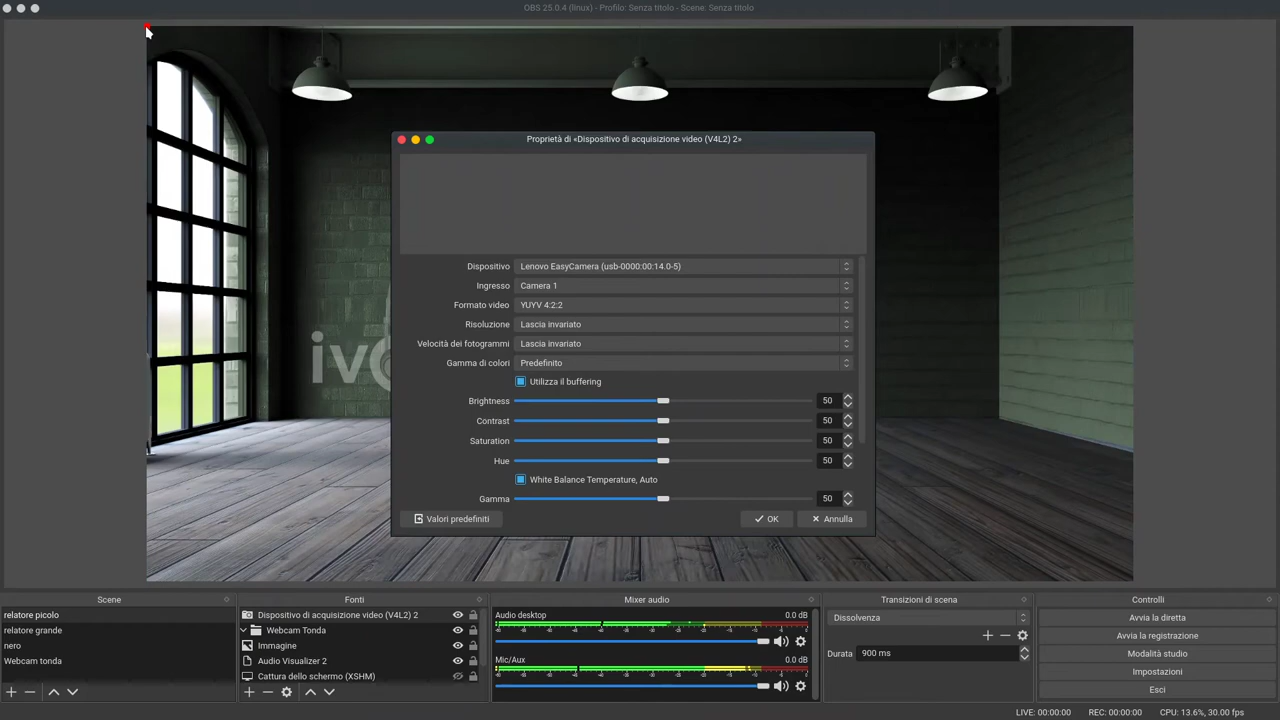 OBS 25.0.4 (linux) - Profilo: Senza titolo - Scene: Senza titolo
Proprietà di «Dispositivo di acquisizione video (V4L2) 2»
Dispositivo Lenovo EasyCamera (usb-0000:00:14.0-5)
Ingresso Camera 1
Formato video YUYV 4:2:2
Risoluzione Lascia invariato
Velocità dei fotogrammi Lascia invariato
Gamma di colori Predefinito
Utilizza il buffering
Brightness 50
Contrast 50
Saturation 50
Hue 50
White Balance Temperature, Auto
Gamma 50
Valori predefiniti OK Annulla
Scene
relatore picolo
relatore grande
nero
Webcam tonda
Fonti
Dispositivo di acquisizione video (V4L2) 2
Webcam Tonda
Immagine
Audio Visualizer 2
Cattura dello schermo (XSHM)
Mixer audio
Audio desktop 0.0 dB
Mic/Aux 0.0 dB
Transizioni di scena
Dissolvenza
Durata 900 ms
Controlli
Avvia la diretta
Avvia la registrazione
Modalità studio
Impostazioni
Esci
LIVE: 00:00:00 REC: 00:00:00 CPU: 13.6%, 30.00 fps